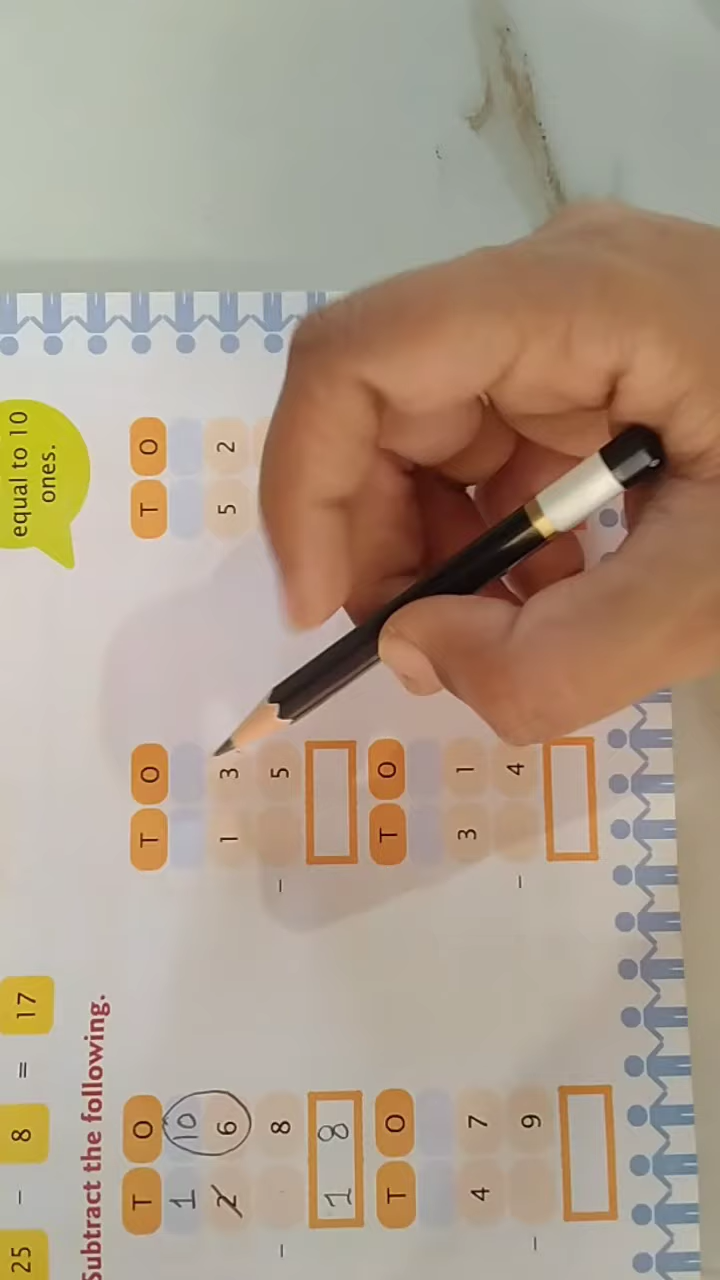 equal to 10
ones.
25 - 8 = 17
Subtract the following.
T O
1 10
2 6
- 8
1 8
T O
1 3
- 5
T O
5 2
T O
4 7
- 9
T O
3 1
- 4